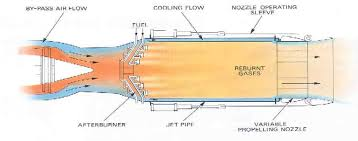 BY-PASS AIR FLOW
FUEL
COOLING FLOW
NOZZLE OPERATING
SLEEVE
REBURNT
GASES
AFTERBURNER
JET PIPE
VARIABLE
PROPELLING NOZZLE